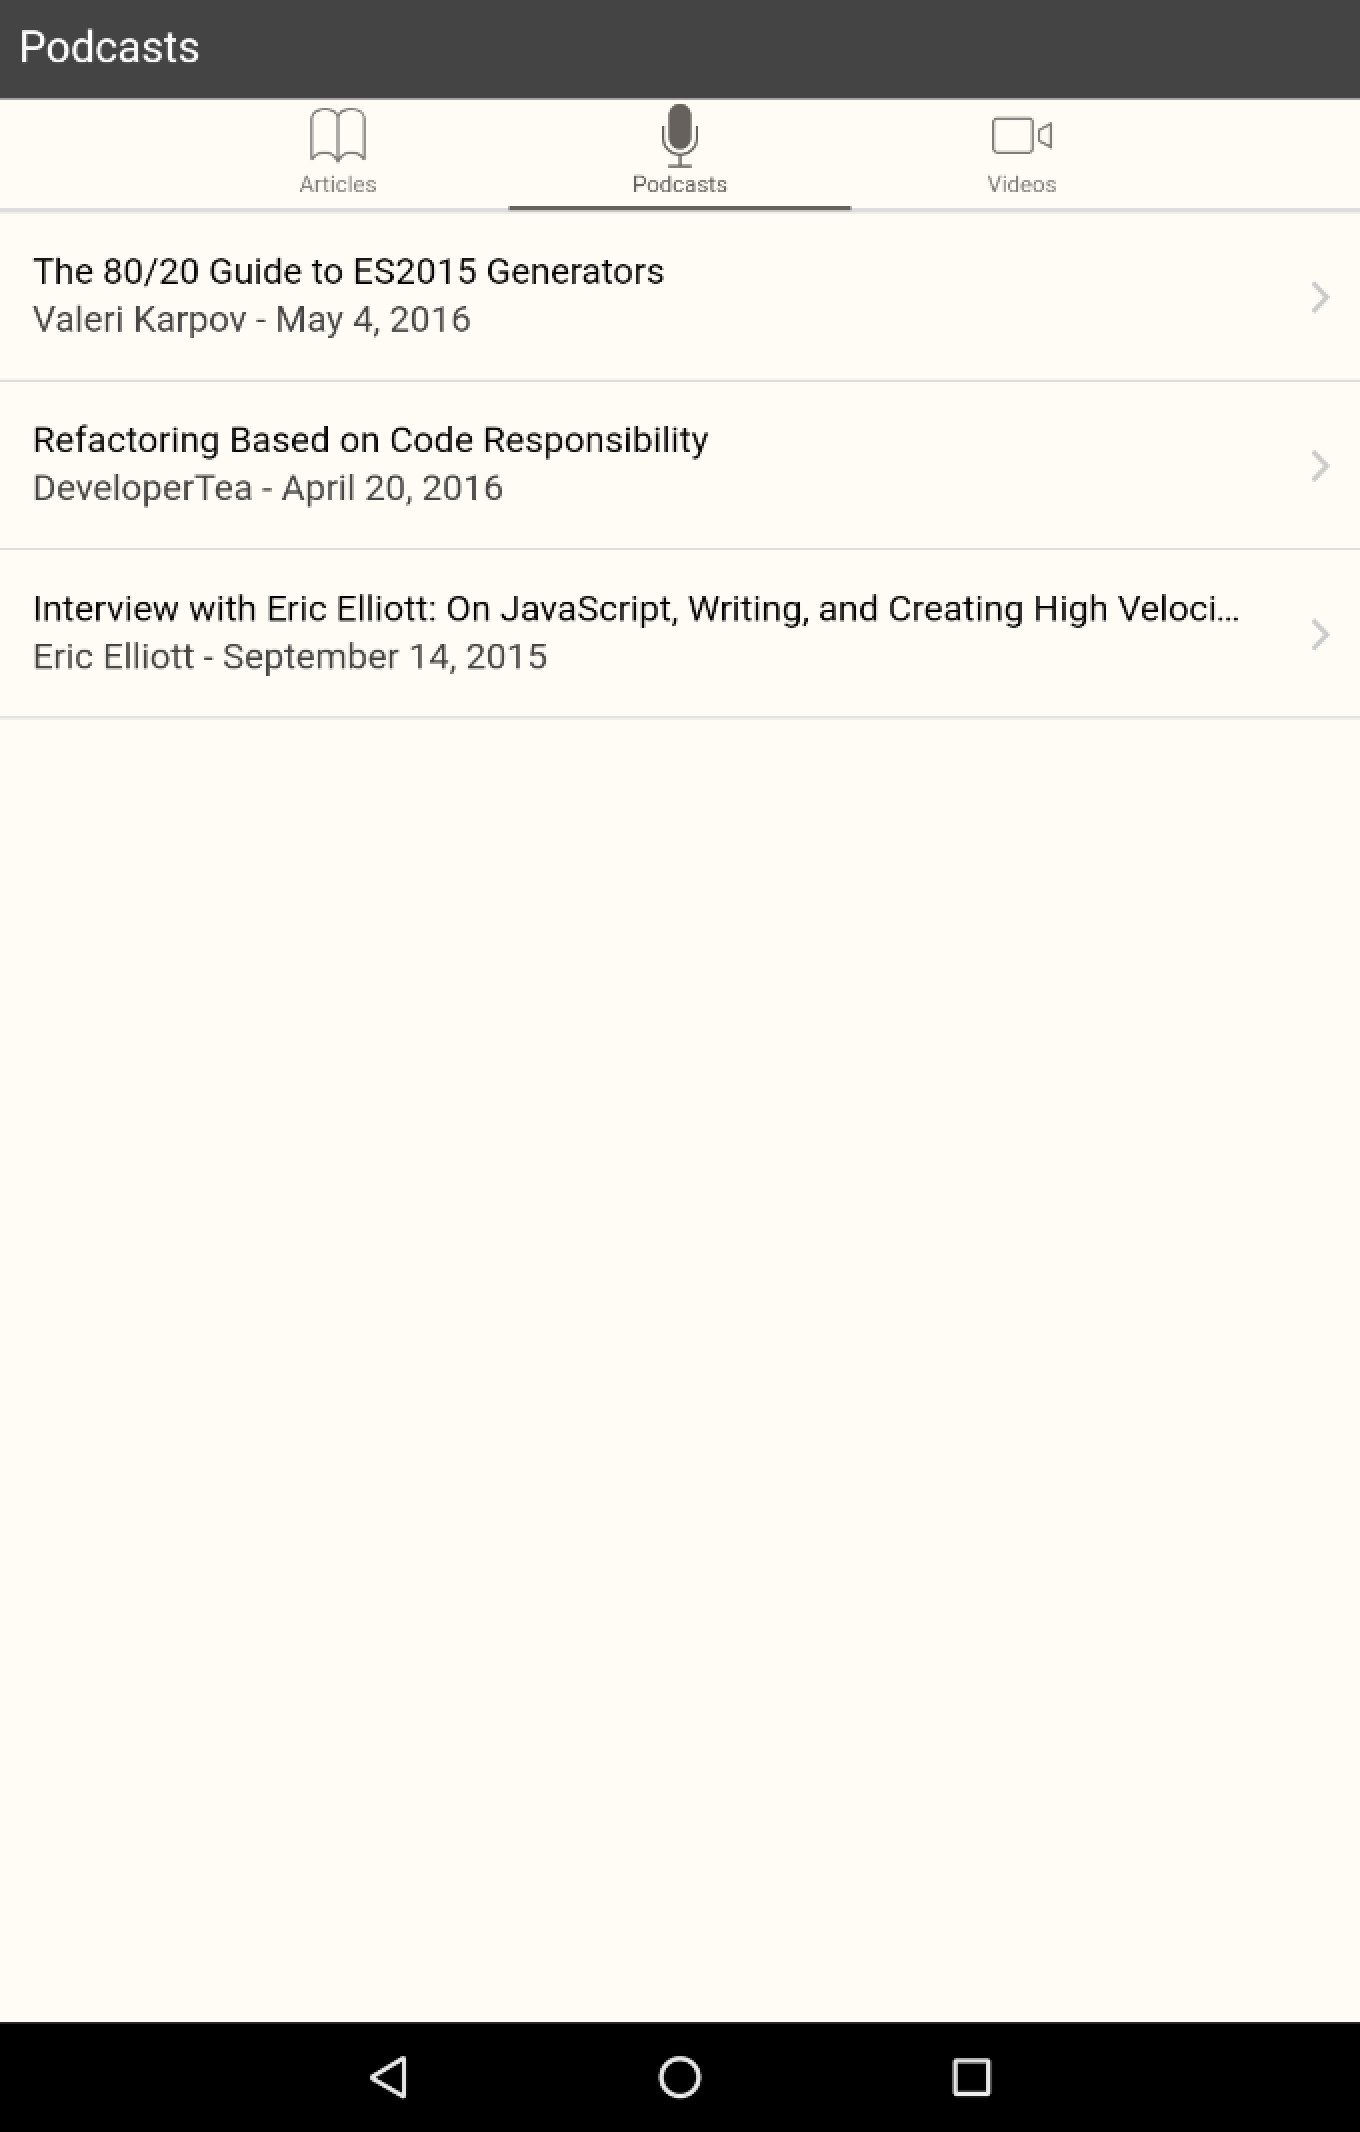 Podcasts
Articles
Podcasts
Videos
The 80/20 Guide to ES2015 Generators
Valeri Karpov - May 4, 2016
Refactoring Based on Code Responsibility
DeveloperTea - April 20, 2016
Interview with Eric Elliott: On JavaScript, Writing, and Creating High Veloci...
Eric Elliott - September 14, 2015